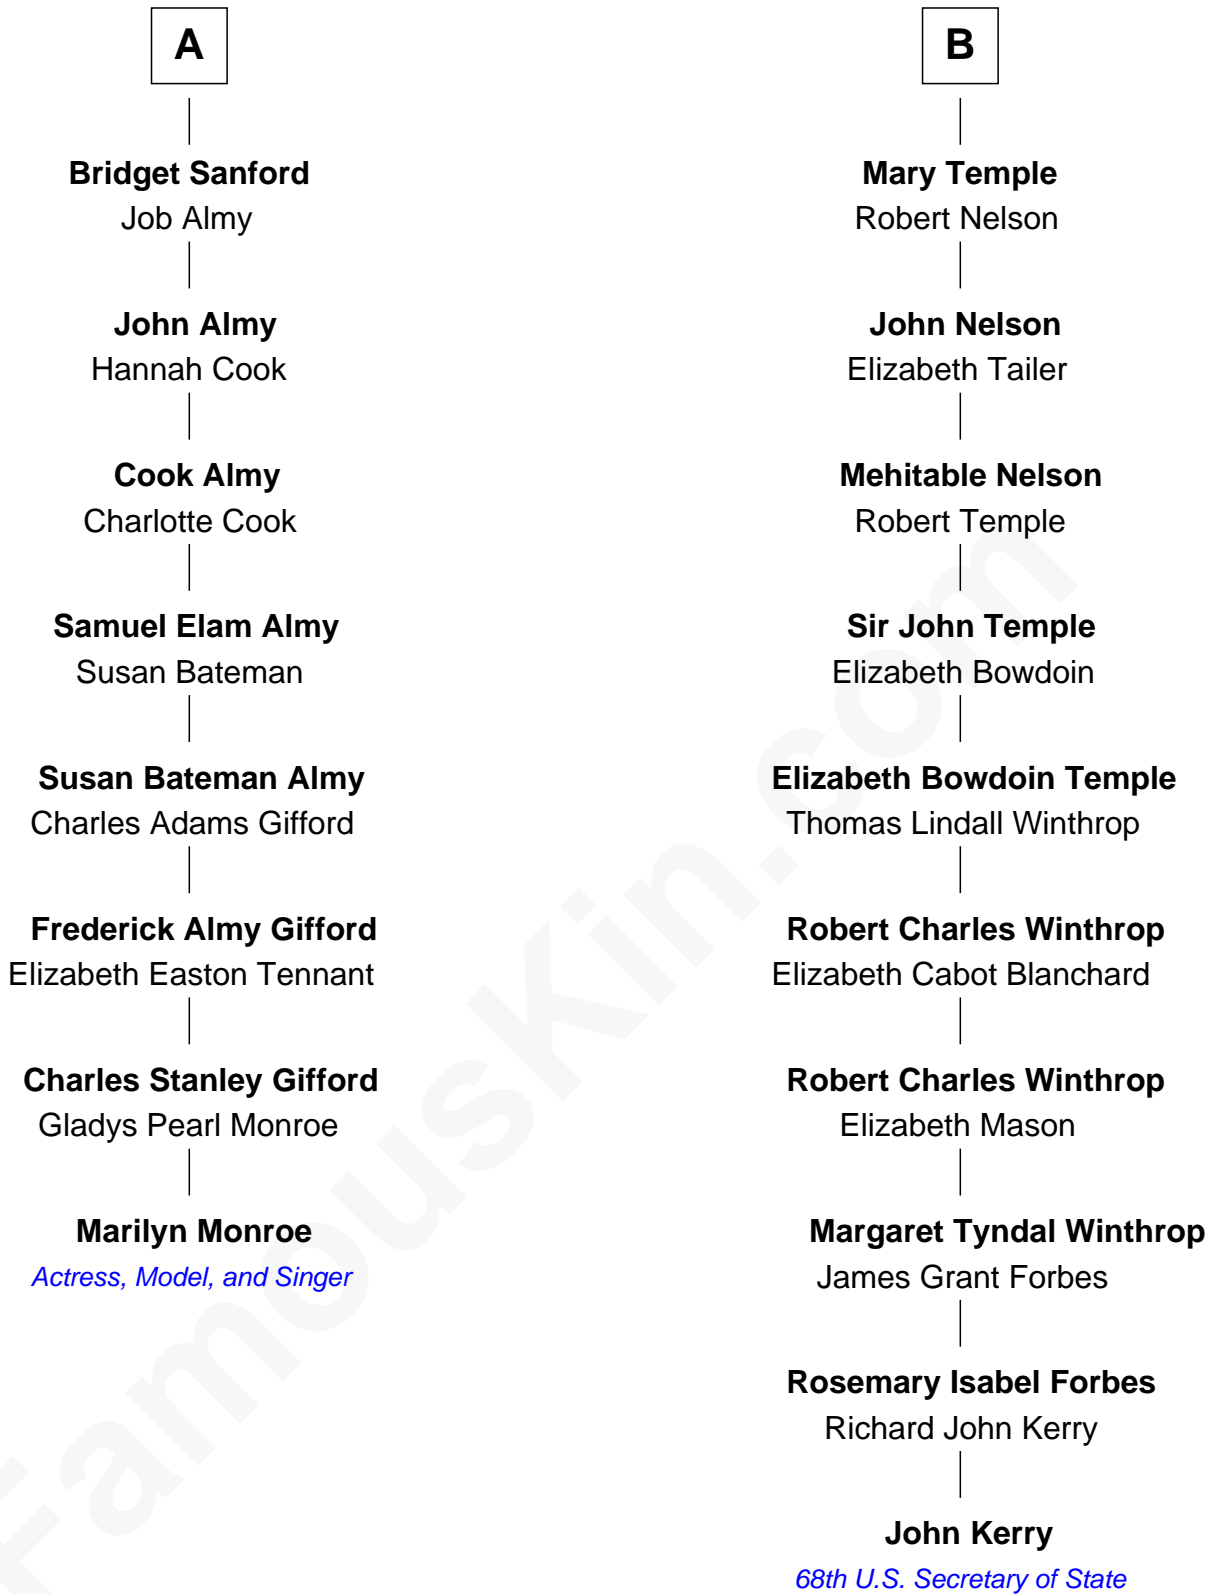 A
Bridget Sanford
Job Almy
John Almy
Hannah Cook
Cook Almy
Charlotte Cook
Samuel Elam Almy
Susan Bateman
Susan Bateman Almy
Charles Adams Gifford
Frederick Almy Gifford
Elizabeth Easton Tennant
Charles Stanley Gifford
Gladys Pearl Monroe
Marilyn Monroe
Actress, Model, and Singer
B
Mary Temple
Robert Nelson
John Nelson
Elizabeth Tailer
Mehitable Nelson
Robert Temple
Sir John Temple
Elizabeth Bowdoin
Elizabeth Bowdoin Temple
Thomas Lindall Winthrop
Robert Charles Winthrop
Elizabeth Cabot Blanchard
Robert Charles Winthrop
Elizabeth Mason
Margaret Tyndal Winthrop
James Grant Forbes
Rosemary Isabel Forbes
Richard John Kerry
John Kerry
68th U.S. Secretary of State
FamousKin.com